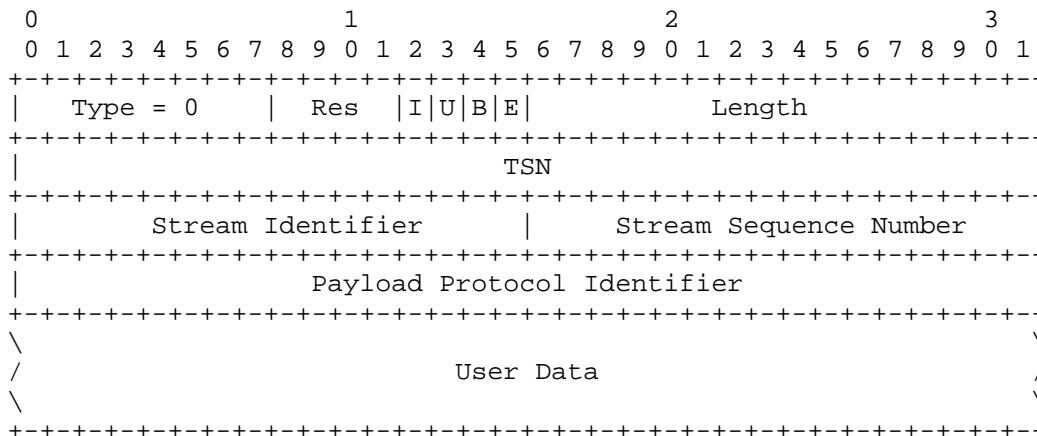 0                   1                   2                   3
 0 1 2 3 4 5 6 7 8 9 0 1 2 3 4 5 6 7 8 9 0 1 2 3 4 5 6 7 8 9 0 1
+-+-+-+-+-+-+-+-+-+-+-+-+-+-+-+-+-+-+-+-+-+-+-+-+-+-+-+-+-+-+-+--
|   Type = 0    |  Res  |I|U|B|E|           Length
+-+-+-+-+-+-+-+-+-+-+-+-+-+-+-+-+-+-+-+-+-+-+-+-+-+-+-+-+-+-+-+--
|                              TSN
+-+-+-+-+-+-+-+-+-+-+-+-+-+-+-+-+-+-+-+-+-+-+-+-+-+-+-+-+-+-+-+--
|        Stream Identifier      |     Stream Sequence Number
+-+-+-+-+-+-+-+-+-+-+-+-+-+-+-+-+-+-+-+-+-+-+-+-+-+-+-+-+-+-+-+--
|                  Payload Protocol Identifier
+-+-+-+-+-+-+-+-+-+-+-+-+-+-+-+-+-+-+-+-+-+-+-+-+-+-+-+-+-+-+-+--
\                                                               \
/                           User Data                           /
\                                                               \
+-+-+-+-+-+-+-+-+-+-+-+-+-+-+-+-+-+-+-+-+-+-+-+-+-+-+-+-+-+-+-+--